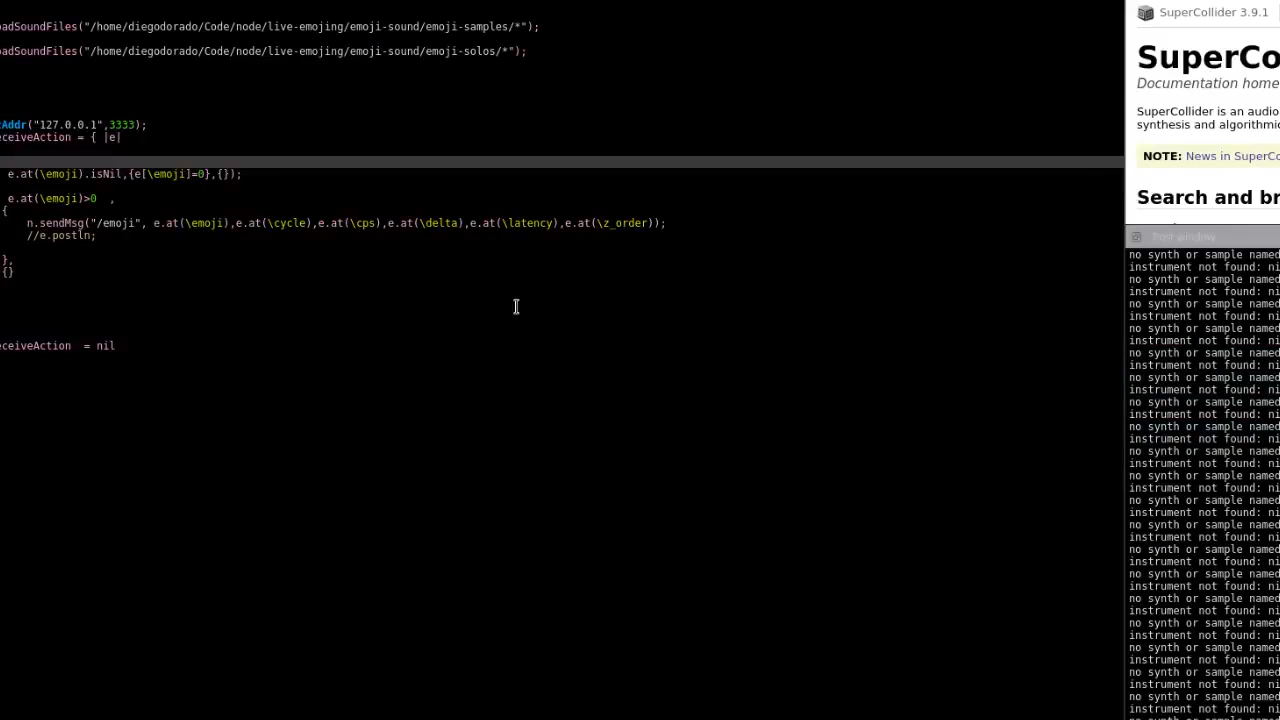 adSoundFiles("/home/diegodorado/Code/node/live-emojing/emoji-sound/emoji-samples/*");
adSoundFiles("/home/diegodorado/Code/node/live-emojing/emoji-sound/emoji-solos/*");
Addr("127.0.0.1",3333);
ceiveAction = { |e|
e.at(\emoji).isNil,{e[\emoji]=0},{});
e.at(\emoji)>0  ,
{
n.sendMsg("/emoji", e.at(\emoji),e.at(\cycle),e.at(\cps),e.at(\delta),e.at(\latency),e.at(\z_order));
//e.postln;
},
{}
ceiveAction  = nil
SuperCollider 3.9.1
SuperCo
Documentation home
SuperCollider is an audio
synthesis and algorithmi
NOTE: News in SuperCo
Search and br
Post window
no synth or sample named
instrument not found: ni
no synth or sample named
instrument not found: ni
no synth or sample named
instrument not found: ni
no synth or sample named
instrument not found: ni
no synth or sample named
instrument not found: ni
no synth or sample named
instrument not found: ni
no synth or sample named
instrument not found: ni
no synth or sample named
instrument not found: ni
no synth or sample named
instrument not found: ni
no synth or sample named
instrument not found: ni
no synth or sample named
instrument not found: ni
no synth or sample named
instrument not found: ni
no synth or sample named
instrument not found: ni
no synth or sample named
instrument not found: ni
no synth or sample named
instrument not found: ni
no synth or sample named
instrument not found: ni
no synth or sample named
instrument not found: ni
no synth or sample named
instrument not found: ni
no synth or sample named
instrument not found: ni
no synth or sample named